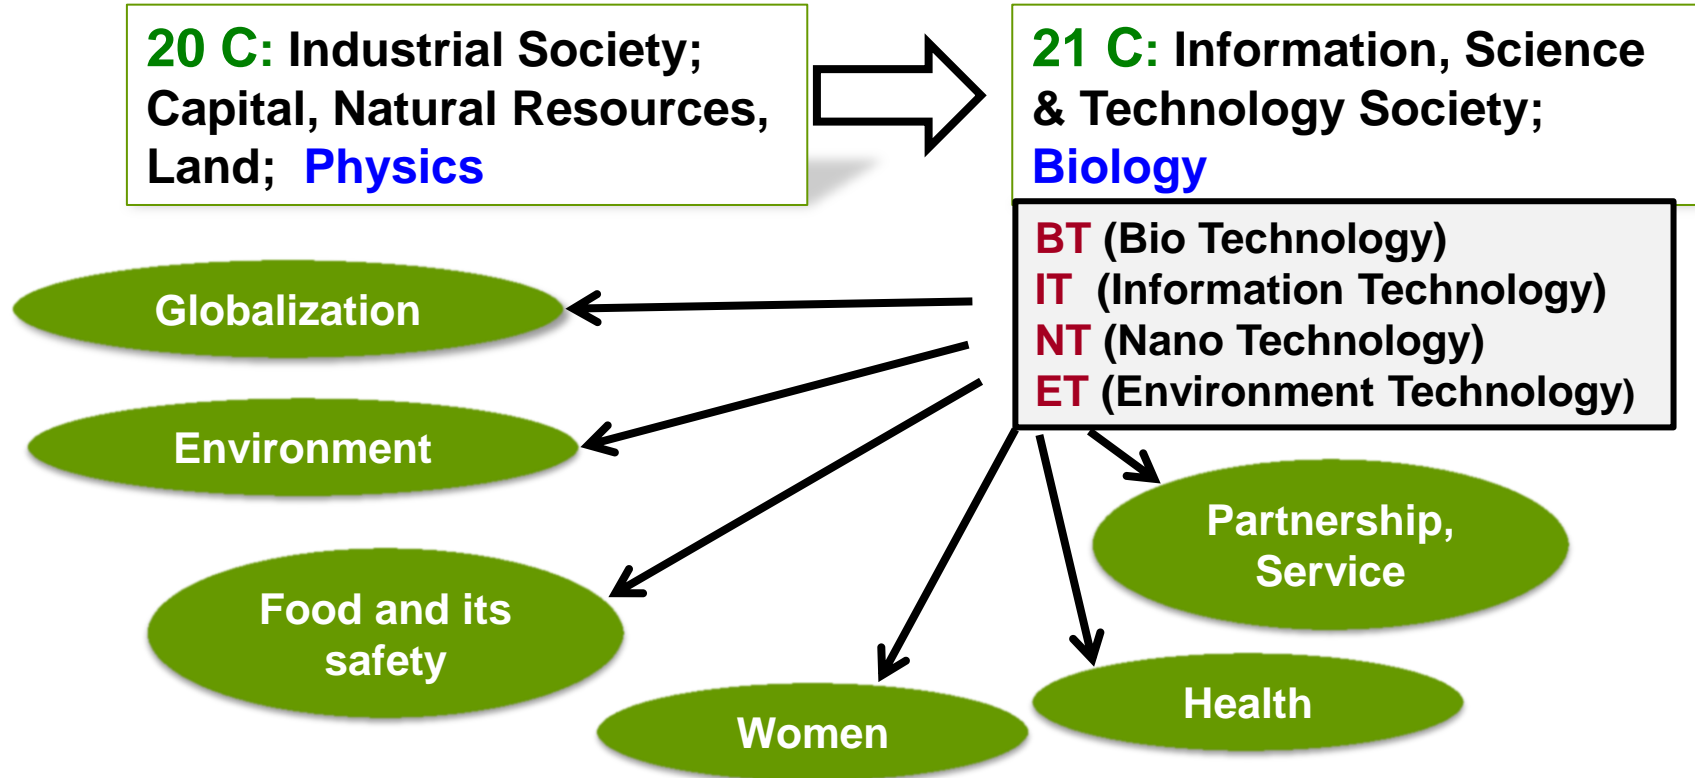 20 C: Industrial Society;
Capital, Natural Resources,
Land; Physics
21 C: Information, Science
& Technology Society;
Biology
BT (Bio Technology)
IT (Information Technology)
NT (Nano Technology)
ET (Environment Technology)
Globalization
Environment
Food and its
safety
Women
Health
Partnership,
Service